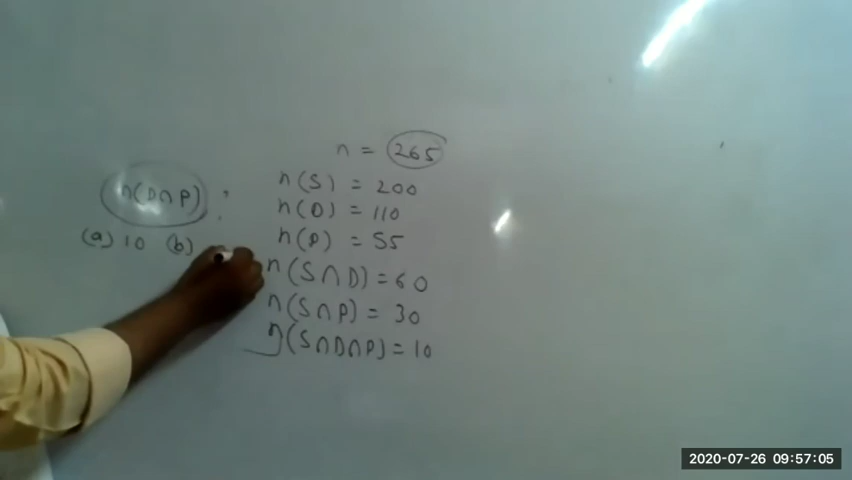 n = 265
n(S) = 200
n(D) = 110
n(P) = 55
n(S∩D) = 60
n(S∩P) = 30
n(S∩D∩P) = 10
n(D∩P) :
(a) 10 (b)
2020-07-26 09:57:05